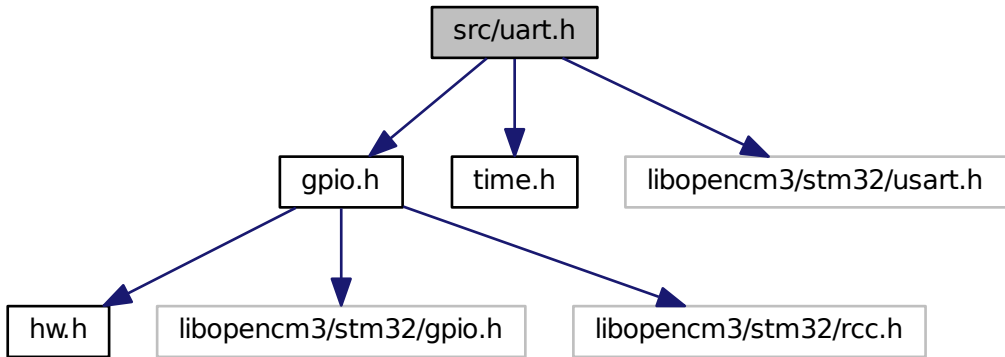 src/uart.h
gpio.h
time.h
libopencm3/stm32/usart.h
hw.h
libopencm3/stm32/gpio.h
libopencm3/stm32/rcc.h